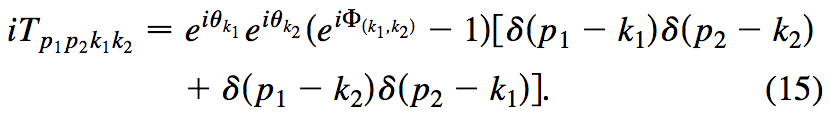 iT_{p_1 p_2 k_1 k_2} = e^{iθ_{k_1}} e^{iθ_{k_2}} (e^{iΦ_{(k_1,k_2)}} − 1)[δ(p_1 − k_1)δ(p_2 − k_2)
+ δ(p_1 − k_2)δ(p_2 − k_1)]. (15)